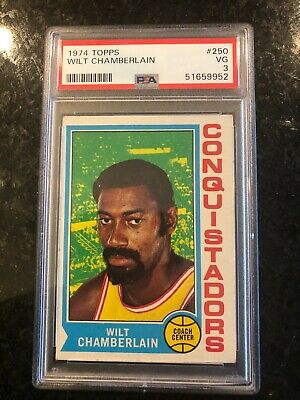 1974 TOPPS #250
WILT CHAMBERLAIN VG
3
PSA 51659952
CONQUISTADORS
WILT
CHAMBERLAIN
COACH
CENTER